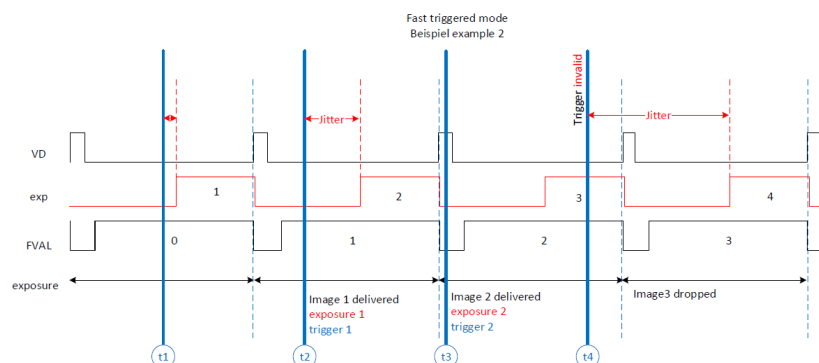 Fast triggered mode
Beispiel example 2
Trigger invalid
Jitter
Jitter
VD
exp
1
2
3
4
FVAL
0
1
2
3
exposure
Image 1 delivered
exposure 1
trigger 1
Image 2 delivered
exposure 2
trigger 2
Image3 dropped
t1
t2
t3
t4